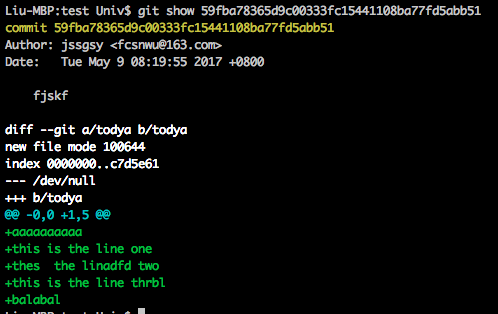 Liu-MBP:test Univ$ git show 59fba78365d9c00333fc15441108ba77fd5abb51
commit 59fba78365d9c00333fc15441108ba77fd5abb51
Author: jssgsy <fcsnwu@163.com>
Date:   Tue May 9 08:19:55 2017 +0800
fjskf
diff --git a/todya b/todya
new file mode 100644
index 0000000..c7d5e61
--- /dev/null
+++ b/todya
@@ -0,0 +1,5 @@
+aaaaaaaaaa
+this is the line one
+thes  the linadfd two
+this is the line thrbl
+balabal
Liu-MBP:test Univ$